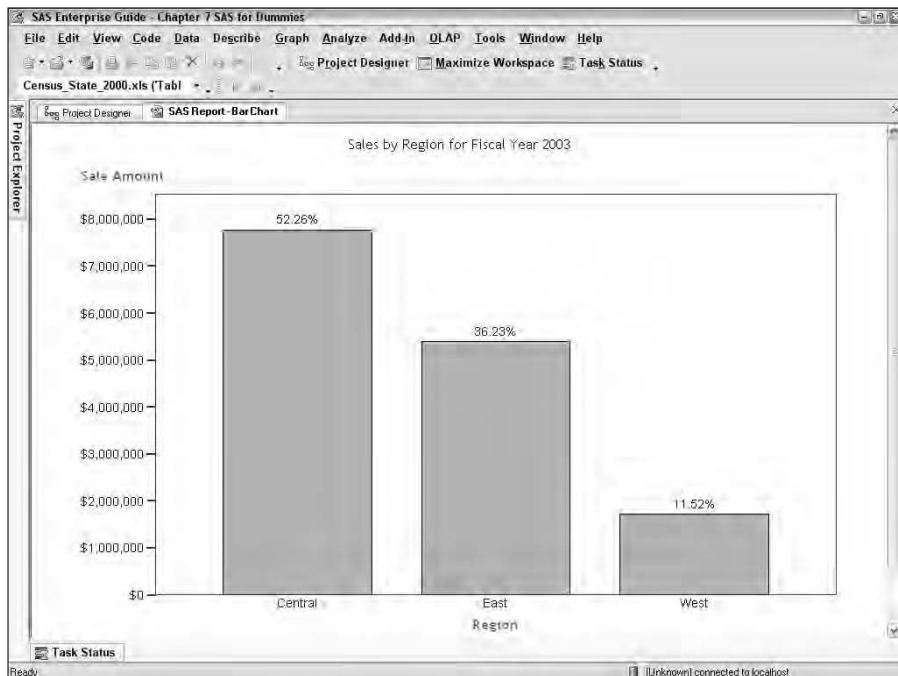 SAS Enterprise Guide - Chapter 7 SAS for Dummies
File Edit View Code Data Describe Graph Analyze Add-In OLAP Tools Window Help
Project Designer Maximize Workspace Task Status
Census_State_2000.xls ('Tabl
Project Designer SAS Report - BarChart
Project Explorer
Sales by Region for Fiscal Year 2003
Sale Amount
$8,000,000
$7,000,000
$6,000,000
$5,000,000
$4,000,000
$3,000,000
$2,000,000
$1,000,000
$0
52.26%
36.23%
11.52%
Central East West
Region
Task Status
Ready [Unknown] connected to localhost